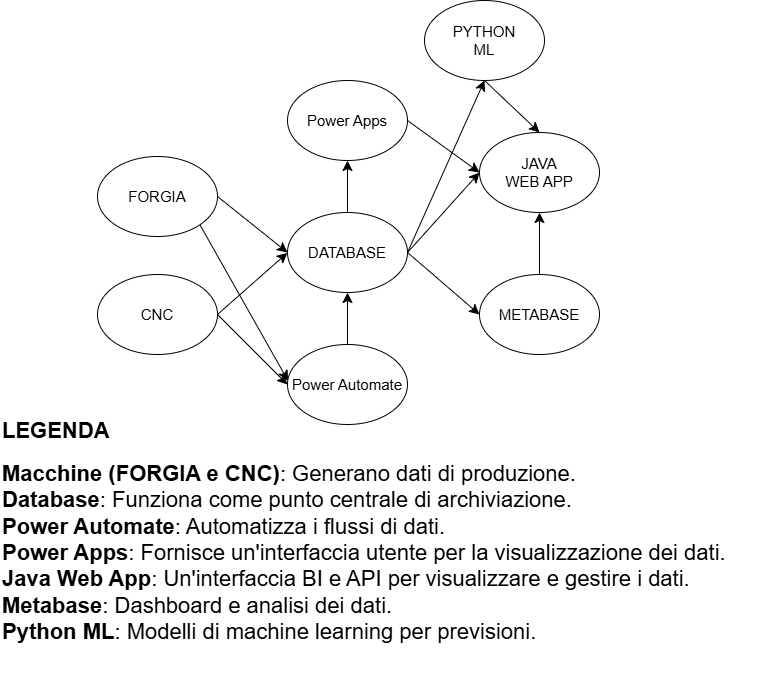 PYTHON
ML
Power Apps
JAVA
WEB APP
FORGIA
DATABASE
CNC
METABASE
Power Automate
LEGENDA
Macchine (FORGIA e CNC): Generano dati di produzione.
Database: Funziona come punto centrale di archiviazione.
Power Automate: Automatizza i flussi di dati.
Power Apps: Fornisce un'interfaccia utente per la visualizzazione dei dati.
Java Web App: Un'interfaccia BI e API per visualizzare e gestire i dati.
Metabase: Dashboard e analisi dei dati.
Python ML: Modelli di machine learning per previsioni.